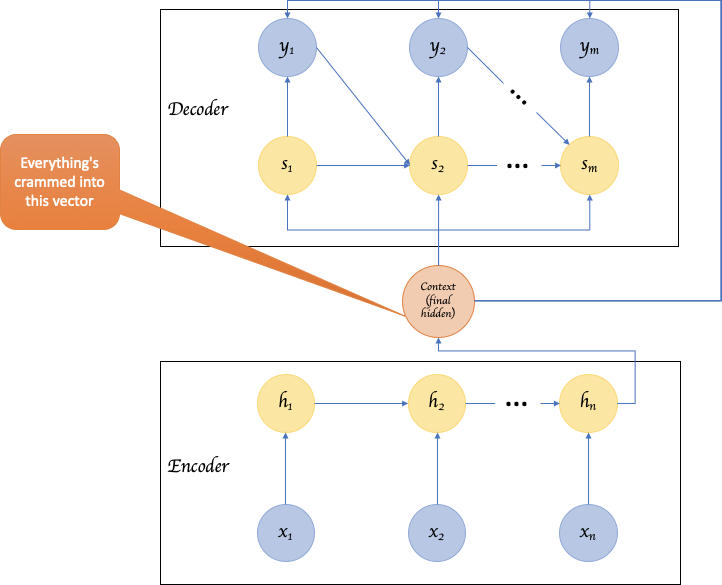 y1 y2 ym
Decoder
Everything's
crammed into
this vector
s1 s2 ... sm
Context
(final
hidden)
h1 h2 ... hn
Encoder
x1 x2 xn